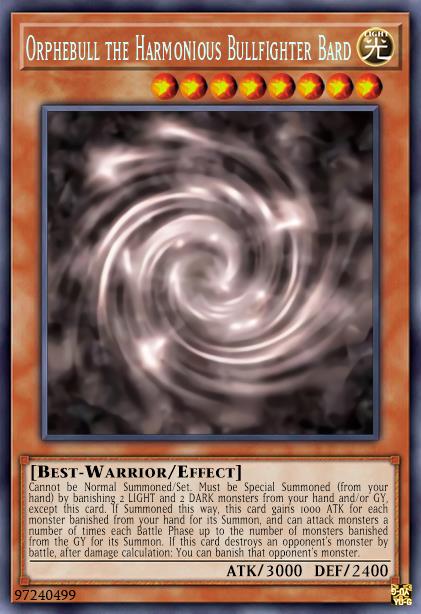 Orphebull the Harmonious Bullfighter Bard
LIGHT
光
[Best-Warrior/Effect]
Cannot be Normal Summoned/Set. Must be Special Summoned (from your
hand) by banishing 2 LIGHT and 2 DARK monsters from your hand and/or GY,
except this card. If Summoned this way, this card gains 1000 ATK for each
monster banished from your hand for its Summon, and can attack monsters a
number of times each Battle Phase up to the number of monsters banished
from the GY for its Summon. If this card destroys an opponent's monster by
battle, after damage calculation: You can banish that opponent's monster.
ATK/3000 DEF/2400
97240499